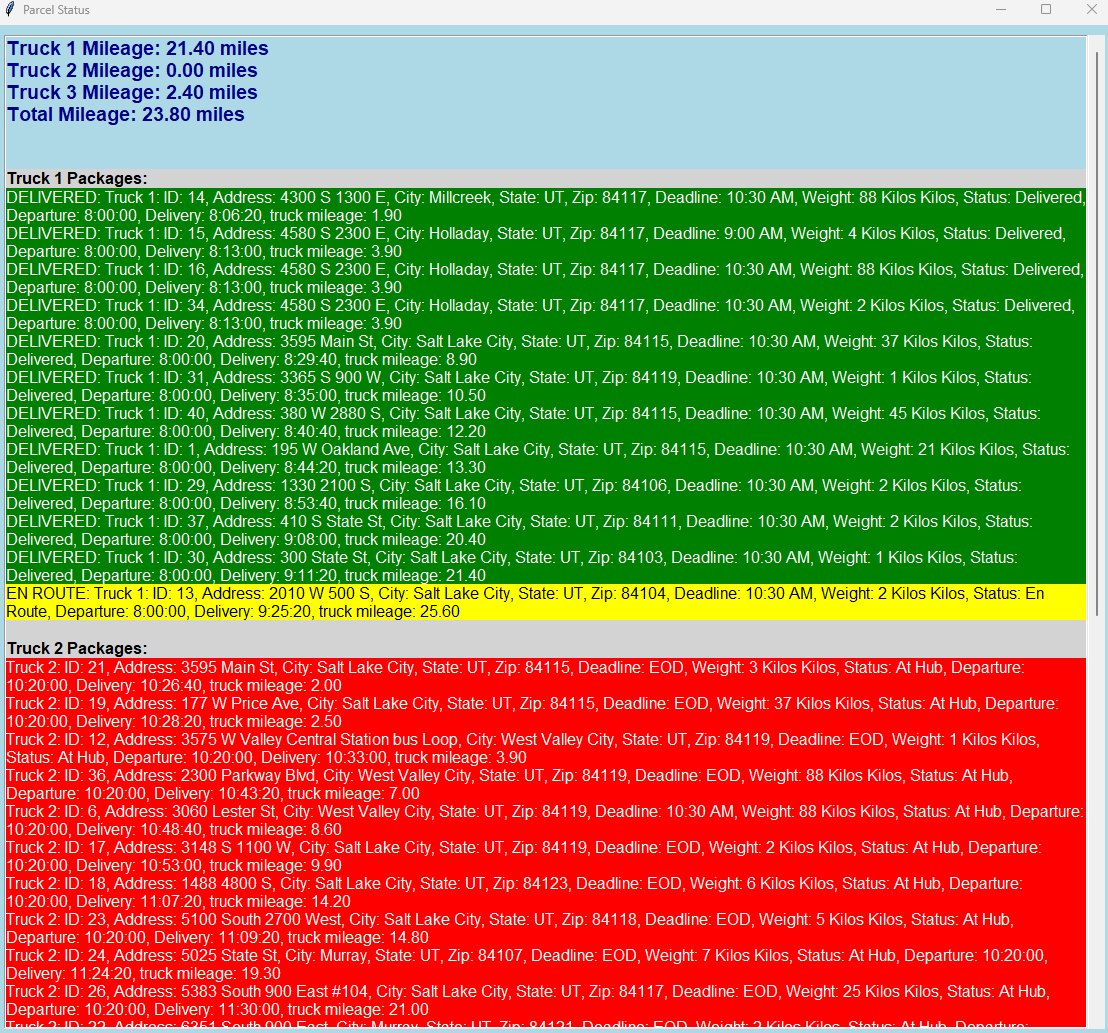 Parcel Status
Truck 1 Mileage: 21.40 miles
Truck 2 Mileage: 0.00 miles
Truck 3 Mileage: 2.40 miles
Total Mileage: 23.80 miles
Truck 1 Packages:
DELIVERED: Truck 1: ID: 14, Address: 4300 S 1300 E, City: Millcreek, State: UT, Zip: 84117, Deadline: 10:30 AM, Weight: 88 Kilos Kilos, Status: Delivered,
Departure: 8:00:00, Delivery: 8:06:20, truck mileage: 1.90
DELIVERED: Truck 1: ID: 15, Address: 4580 S 2300 E, City: Holladay, State: UT, Zip: 84117, Deadline: 9:00 AM, Weight: 4 Kilos Kilos, Status: Delivered,
Departure: 8:00:00, Delivery: 8:13:00, truck mileage: 3.90
DELIVERED: Truck 1: ID: 16, Address: 4580 S 2300 E, City: Holladay, State: UT, Zip: 84117, Deadline: 10:30 AM, Weight: 88 Kilos Kilos, Status: Delivered,
Departure: 8:00:00, Delivery: 8:13:00, truck mileage: 3.90
DELIVERED: Truck 1: ID: 34, Address: 4580 S 2300 E, City: Holladay, State: UT, Zip: 84117, Deadline: 10:30 AM, Weight: 2 Kilos Kilos, Status: Delivered,
Departure: 8:00:00, Delivery: 8:13:00, truck mileage: 3.90
DELIVERED: Truck 1: ID: 20, Address: 3595 Main St, City: Salt Lake City, State: UT, Zip: 84115, Deadline: 10:30 AM, Weight: 37 Kilos Kilos, Status:
Delivered, Departure: 8:00:00, Delivery: 8:29:40, truck mileage: 8.90
DELIVERED: Truck 1: ID: 31, Address: 3365 S 900 W, City: Salt Lake City, State: UT, Zip: 84119, Deadline: 10:30 AM, Weight: 1 Kilos Kilos, Status:
Delivered, Departure: 8:00:00, Delivery: 8:35:00, truck mileage: 10.50
DELIVERED: Truck 1: ID: 40, Address: 380 W 2880 S, City: Salt Lake City, State: UT, Zip: 84115, Deadline: 10:30 AM, Weight: 45 Kilos Kilos, Status:
Delivered, Departure: 8:00:00, Delivery: 8:40:40, truck mileage: 12.20
DELIVERED: Truck 1: ID: 1, Address: 195 W Oakland Ave, City: Salt Lake City, State: UT, Zip: 84115, Deadline: 10:30 AM, Weight: 21 Kilos Kilos, Status:
Delivered, Departure: 8:00:00, Delivery: 8:44:20, truck mileage: 13.30
DELIVERED: Truck 1: ID: 29, Address: 1330 2100 S, City: Salt Lake City, State: UT, Zip: 84106, Deadline: 10:30 AM, Weight: 2 Kilos Kilos, Status:
Delivered, Departure: 8:00:00, Delivery: 8:53:40, truck mileage: 16.10
DELIVERED: Truck 1: ID: 37, Address: 410 S State St, City: Salt Lake City, State: UT, Zip: 84111, Deadline: 10:30 AM, Weight: 2 Kilos Kilos, Status:
Delivered, Departure: 8:00:00, Delivery: 9:08:00, truck mileage: 20.40
DELIVERED: Truck 1: ID: 30, Address: 300 State St, City: Salt Lake City, State: UT, Zip: 84103, Deadline: 10:30 AM, Weight: 1 Kilos Kilos, Status:
Delivered, Departure: 8:00:00, Delivery: 9:11:20, truck mileage: 21.40
EN ROUTE: Truck 1: ID: 13, Address: 2010 W 500 S, City: Salt Lake City, State: UT, Zip: 84104, Deadline: 10:30 AM, Weight: 2 Kilos Kilos, Status: En
Route, Departure: 8:00:00, Delivery: 9:25:20, truck mileage: 25.60
Truck 2 Packages:
Truck 2: ID: 21, Address: 3595 Main St, City: Salt Lake City, State: UT, Zip: 84115, Deadline: EOD, Weight: 3 Kilos Kilos, Status: At Hub, Departure:
10:20:00, Delivery: 10:26:40, truck mileage: 2.00
Truck 2: ID: 19, Address: 177 W Price Ave, City: Salt Lake City, State: UT, Zip: 84115, Deadline: EOD, Weight: 37 Kilos Kilos, Status: At Hub, Departure:
10:20:00, Delivery: 10:28:20, truck mileage: 2.50
Truck 2: ID: 12, Address: 3575 W Valley Central Station bus Loop, City: West Valley City, State: UT, Zip: 84119, Deadline: EOD, Weight: 1 Kilos Kilos,
Status: At Hub, Departure: 10:20:00, Delivery: 10:33:00, truck mileage: 3.90
Truck 2: ID: 36, Address: 2300 Parkway Blvd, City: West Valley City, State: UT, Zip: 84119, Deadline: EOD, Weight: 88 Kilos Kilos, Status: At Hub,
Departure: 10:20:00, Delivery: 10:43:20, truck mileage: 7.00
Truck 2: ID: 6, Address: 3060 Lester St, City: West Valley City, State: UT, Zip: 84119, Deadline: 10:30 AM, Weight: 88 Kilos Kilos, Status: At Hub, Departure:
10:20:00, Delivery: 10:48:40, truck mileage: 8.60
Truck 2: ID: 17, Address: 3148 S 1100 W, City: Salt Lake City, State: UT, Zip: 84119, Deadline: EOD, Weight: 2 Kilos Kilos, Status: At Hub, Departure:
10:20:00, Delivery: 10:53:00, truck mileage: 9.90
Truck 2: ID: 18, Address: 1488 4800 S, City: Salt Lake City, State: UT, Zip: 84123, Deadline: EOD, Weight: 6 Kilos Kilos, Status: At Hub, Departure:
10:20:00, Delivery: 11:07:20, truck mileage: 14.20
Truck 2: ID: 23, Address: 5100 South 2700 West, City: Salt Lake City, State: UT, Zip: 84118, Deadline: EOD, Weight: 5 Kilos Kilos, Status: At Hub,
Departure: 10:20:00, Delivery: 11:09:20, truck mileage: 14.80
Truck 2: ID: 24, Address: 5025 State St, City: Murray, State: UT, Zip: 84107, Deadline: EOD, Weight: 7 Kilos Kilos, Status: At Hub, Departure: 10:20:00,
Delivery: 11:24:20, truck mileage: 19.30
Truck 2: ID: 26, Address: 5383 South 900 East #104, City: Salt Lake City, State: UT, Zip: 84117, Deadline: EOD, Weight: 25 Kilos Kilos, Status: At Hub,
Departure: 10:20:00, Delivery: 11:30:00, truck mileage: 21.00
Truck 2: ID: 22, Address: 6351 South 900 East, City: Murray, State: UT, Zip: 84121, Deadline: EOD, Weight: 2 Kilos Kilos, Status: At Hub, Departure: